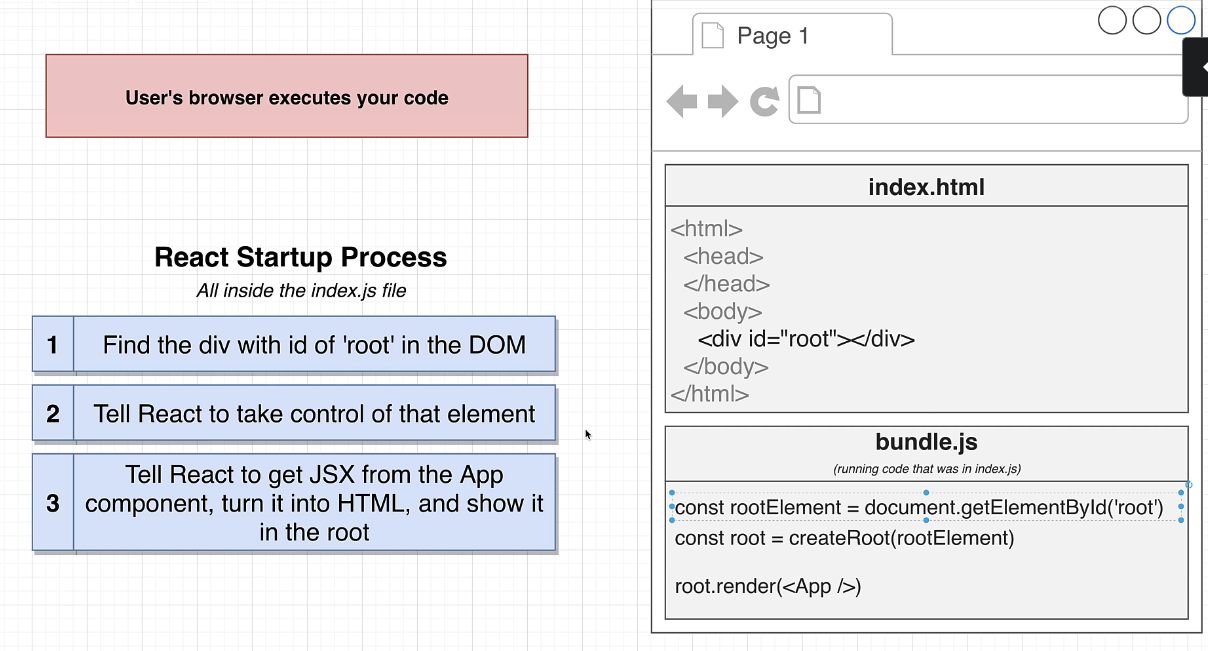 User's browser executes your code
React Startup Process
All inside the index.js file
1
Find the div with id of 'root' in the DOM
2
Tell React to take control of that element
3
Tell React to get JSX from the App
component, turn it into HTML, and show it
in the root
Page 1
index.html
<html>
<head>
</head>
<body>
<div id="root"></div>
</body>
</html>
bundle.js
(running code that was in index.js)
const rootElement = document.getElementById('root')
const root = createRoot(rootElement)
root.render(<App />)